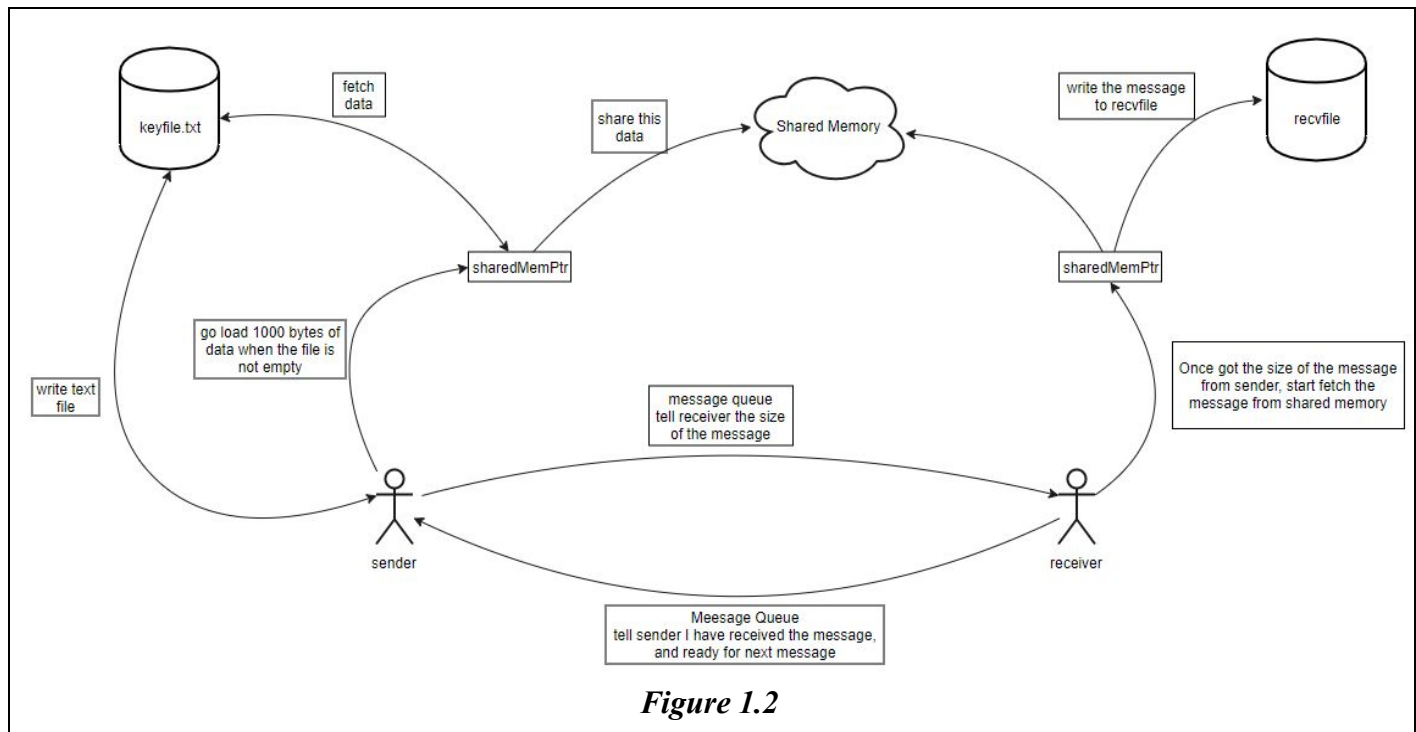 fetch
data
keyfile.txt
share this
data
Shared Memory
write the message
to recvfile
recvfile
sharedMemPtr
sharedMemPtr
go load 1000 bytes of
data when the file is
not empty
write text
file
message queue
tell receiver the size
of the message
Once got the size of the message
from sender, start fetch the
message from shared memory
sender
receiver
Meesage Queue
tell sender I have received the message,
and ready for next message
Figure 1.2